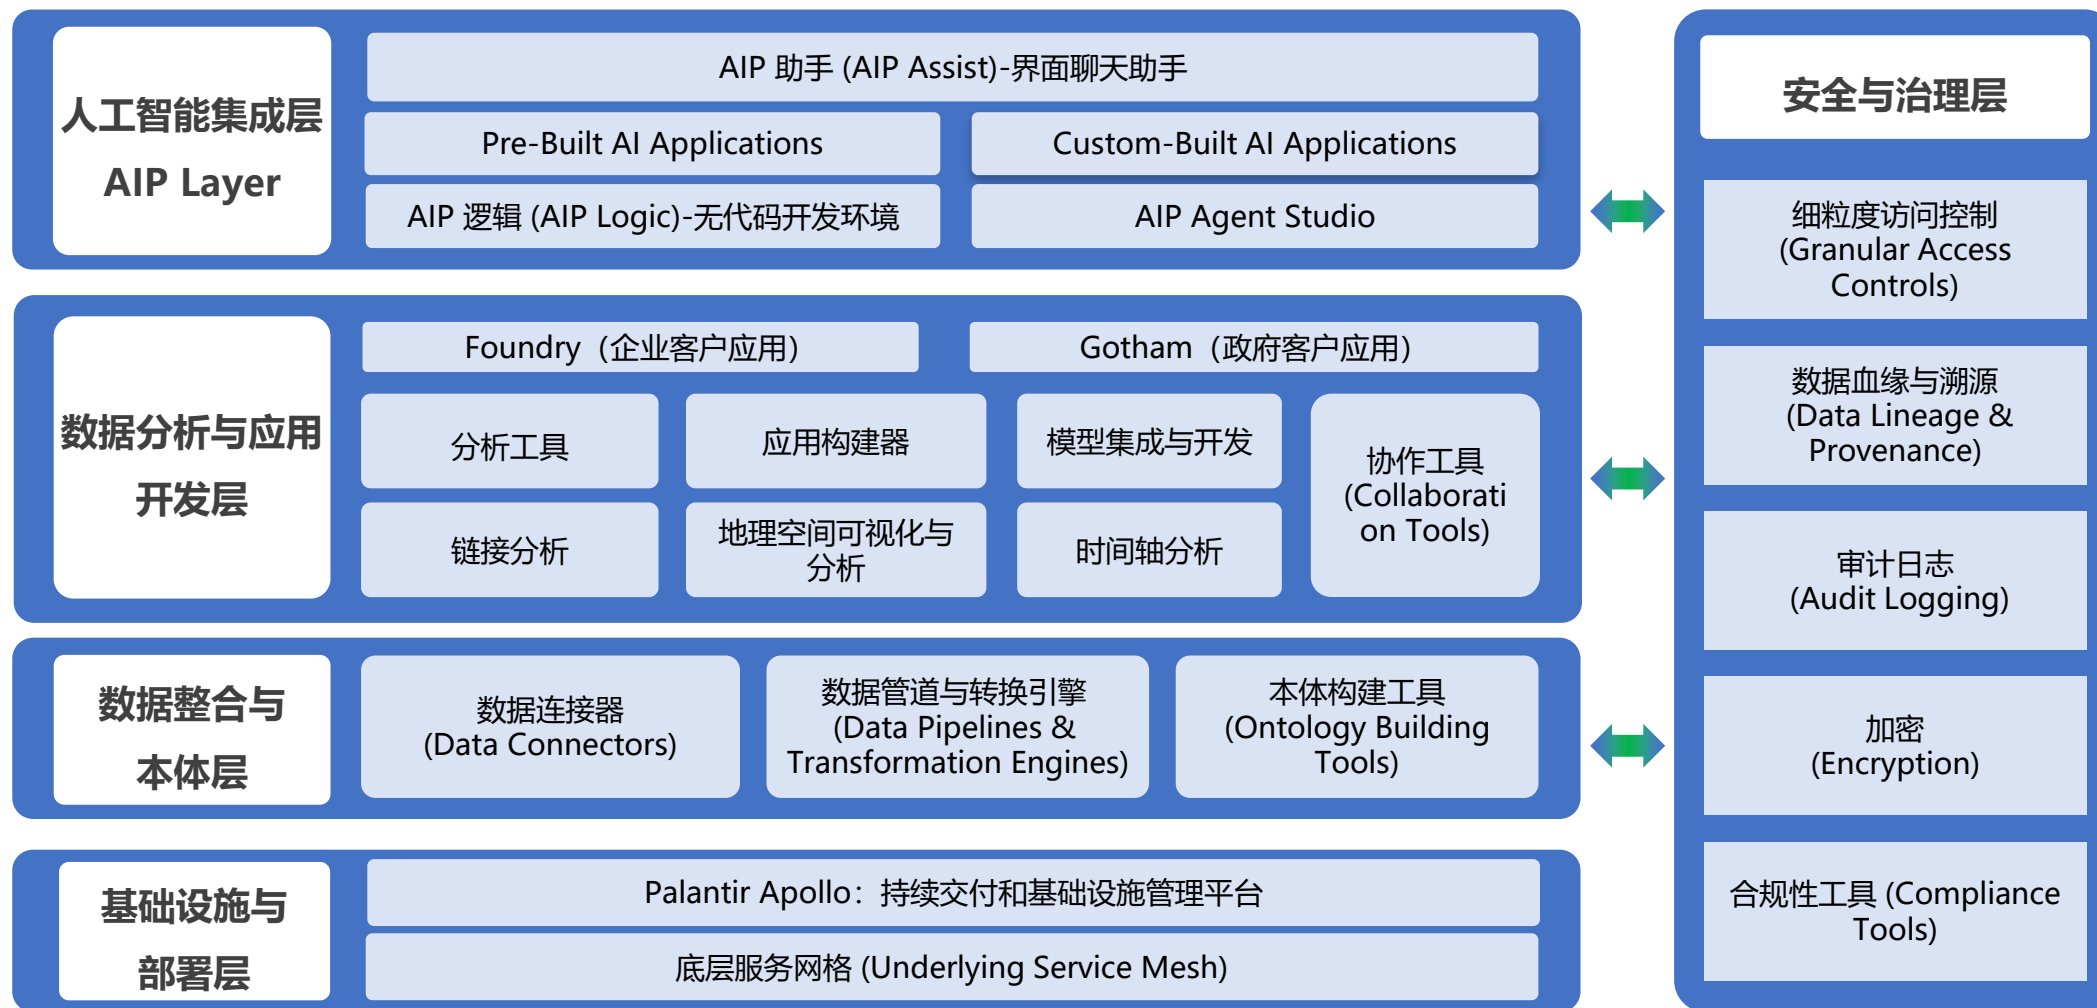 人工智能集成层
AIP Layer
AIP 助手 (AIP Assist)-界面聊天助手
Pre-Built AI Applications
Custom-Built AI Applications
AIP 逻辑 (AIP Logic)-无代码开发环境
AIP Agent Studio
数据分析与应用
开发层
Foundry（企业客户应用）
Gotham（政府客户应用）
分析工具
应用构建器
模型集成与开发
协作工具
(Collaborati
on Tools)
链接分析
地理空间可视化与
分析
时间轴分析
数据整合与
本体层
数据连接器
(Data Connectors)
数据管道与转换引擎
(Data Pipelines &
Transformation Engines)
本体构建工具
(Ontology Building
Tools)
基础设施与
部署层
Palantir Apollo：持续交付和基础设施管理平台
底层服务网格 (Underlying Service Mesh)
安全与治理层
细粒度访问控制
(Granular Access
Controls)
数据血缘与溯源
(Data Lineage &
Provenance)
审计日志
(Audit Logging)
加密
(Encryption)
合规性工具 (Compliance
Tools)